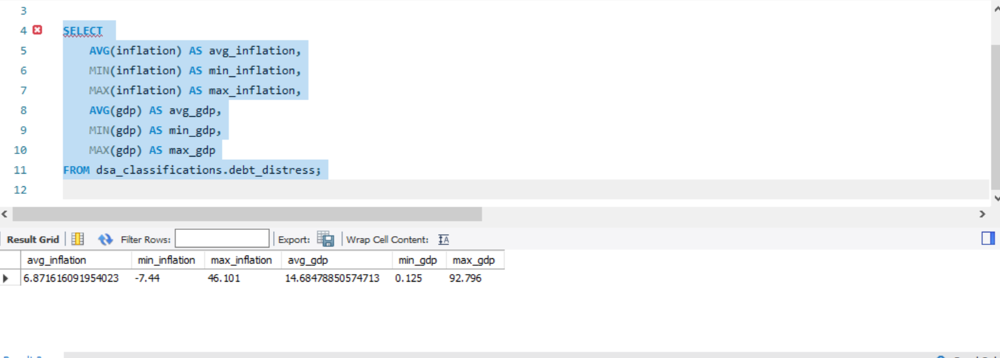 3
4 SELECT
5 AVG(inflation) AS avg_inflation,
6 MIN(inflation) AS min_inflation,
7 MAX(inflation) AS max_inflation,
8 AVG(gdp) AS avg_gdp,
9 MIN(gdp) AS min_gdp,
10 MAX(gdp) AS max_gdp
11 FROM dsa_classifications.debt_distress;
12
Result Grid Filter Rows: Export: Wrap Cell Content: IA
avg_inflation min_inflation max_inflation avg_gdp min_gdp max_gdp
6.871616091954023 -7.44 46.101 14.68478850574713 0.125 92.796